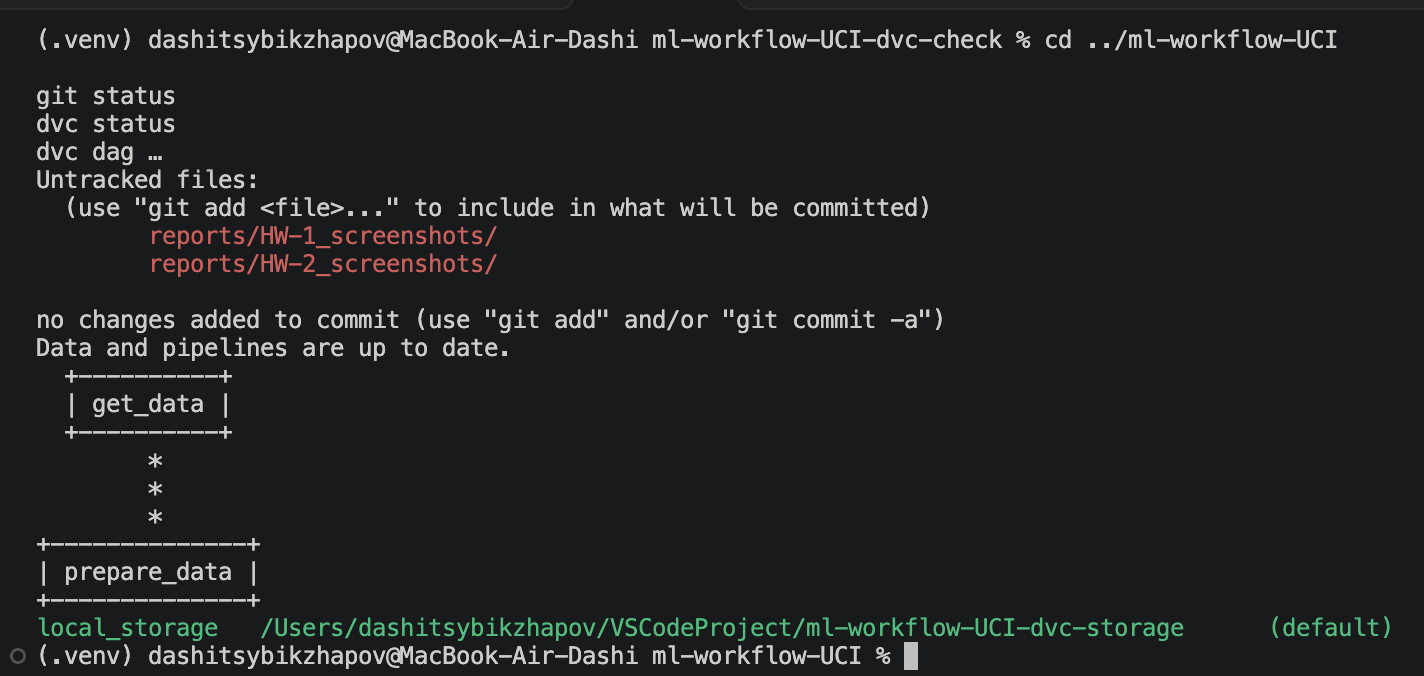 (.venv) dashitsybikzhapov@MacBook-Air-Dashi ml-workflow-UCI-dvc-check % cd ../ml-workflow-UCI

git status
dvc status
dvc dag …
Untracked files:
  (use "git add <file>..." to include in what will be committed)
        reports/HW-1_screenshots/
        reports/HW-2_screenshots/

no changes added to commit (use "git add" and/or "git commit -a")
Data and pipelines are up to date.
  +----------+
  | get_data |
  +----------+
        *
        *
        *
+--------------+
| prepare_data |
+--------------+
local_storage   /Users/dashitsybikzhapov/VSCodeProject/ml-workflow-UCI-dvc-storage      (default)
(.venv) dashitsybikzhapov@MacBook-Air-Dashi ml-workflow-UCI %